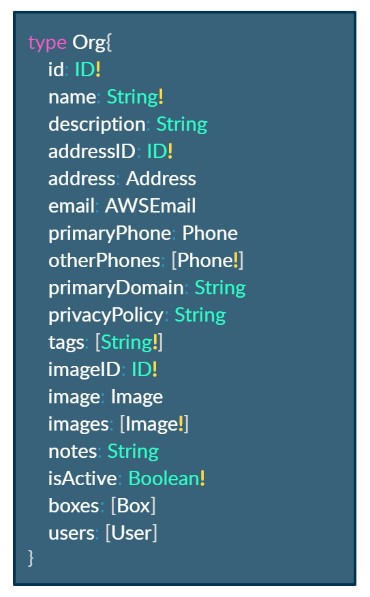 type Org{
id: ID!
name: String!
description: String
addressID: ID!
address: Address
email: AWSEmail
primaryPhone: Phone
otherPhones: [Phone!]
primaryDomain: String
privacyPolicy: String
tags: [String!]
imageID: ID!
image: Image
images: [Image!]
notes: String
isActive: Boolean!
boxes: [Box]
users: [User]
}